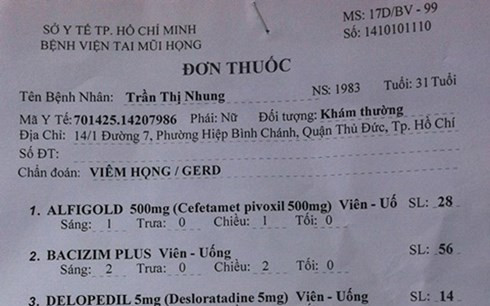 SỞ Y TẾ TP. HỒ CHÍ MINH
BỆNH VIỆN TAI MŨI HỌNG
MS: 17D/BV - 99
Số: 1410101110
ĐƠN THUỐC
Tên Bệnh Nhân: Trần Thị Nhung NS: 1983 Tuổi: 31 Tuổi
Mã Y Tế: 701425.14207986 Phái: Nữ Đối tượng: Khám thường
Địa Chỉ: 14/1 Đường 7, Phường Hiệp Bình Chánh, Quận Thủ Đức, Tp. Hồ Chí
Số ĐT:
Chẩn đoán: VIÊM HỌNG / GERD
1. ALFIGOLD 500mg (Cefetamet pivoxil 500mg) Viên - Uố SL: 28
Sáng: 1 Trưa: 0 Chiều: 1 Tối: 0
2. BACIZIM PLUS Viên - Uống SL: 56
Sáng: 2 Trưa: 0 Chiều: 2 Tối: 0
3. DELOPEDIL 5mg (Desloratadine 5mg) Viên - Uống SL: 14